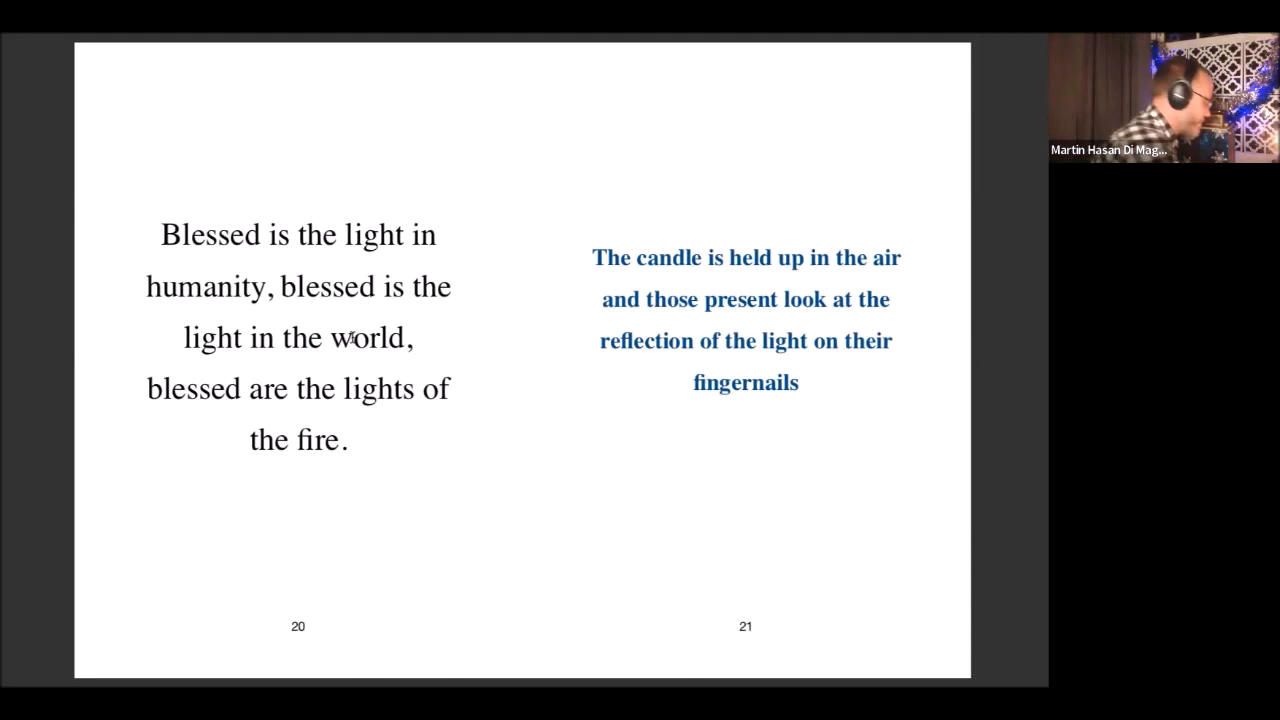 Blessed is the light in
humanity, blessed is the
light in the world,
blessed are the lights of
the fire.
20
The candle is held up in the air
and those present look at the
reflection of the light on their
fingernails
21
Martin Hasan Di Mag...